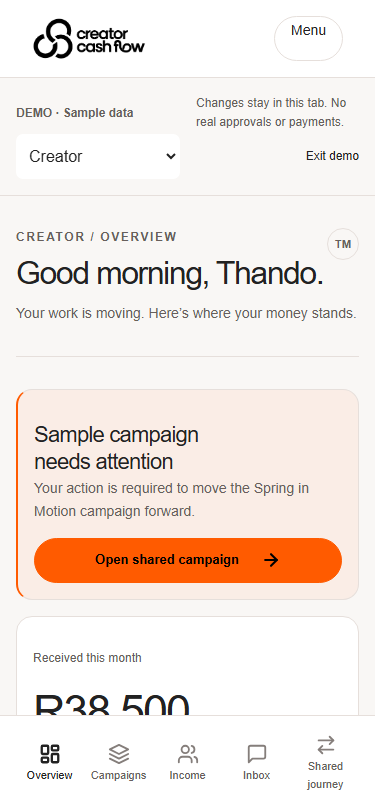 creator
cash flow
Menu
DEMO · Sample data
Changes stay in this tab. No
real approvals or payments.
Creator
Exit demo
CREATOR / OVERVIEW
TM
Good morning, Thando.
Your work is moving. Here's where your money stands.
Sample campaign
needs attention
Your action is required to move the Spring in
Motion campaign forward.
Open shared campaign
Received this month
R38 500
Overview
Campaigns
Income
Inbox
Shared
journey